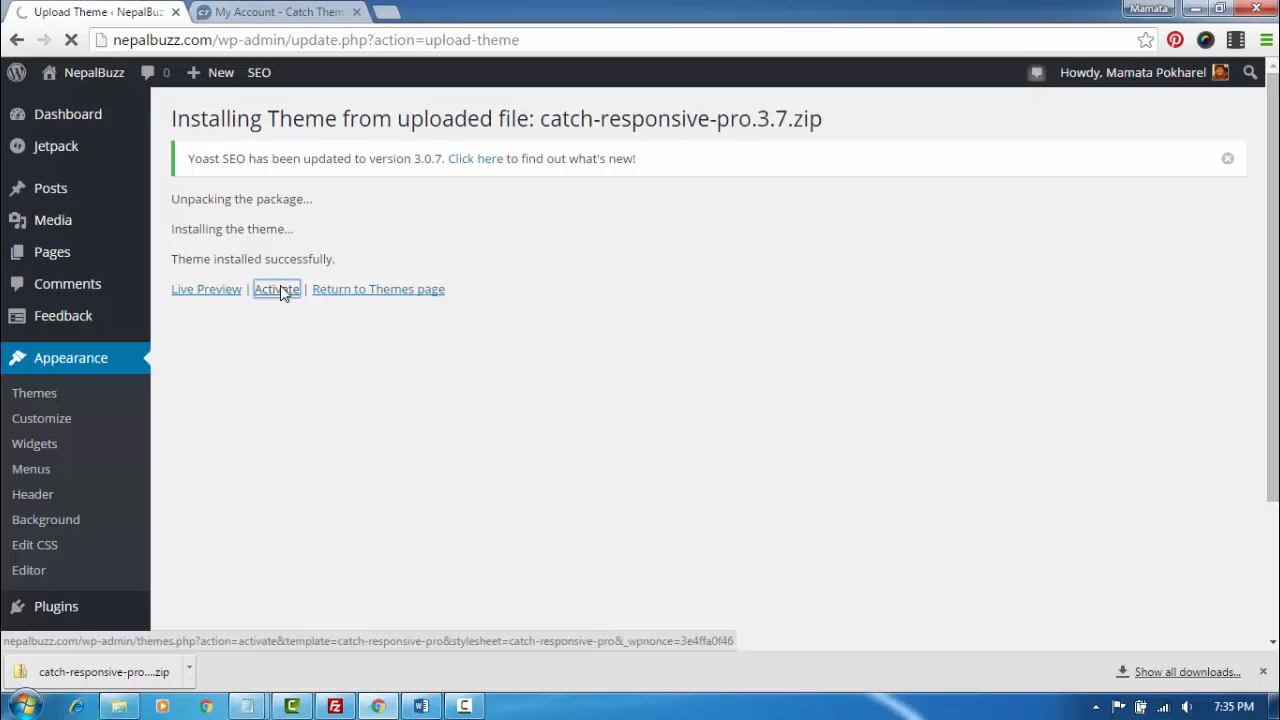 Upload Theme ‹ NepalBuz
My Account - Catch Them
Mamata
nepalbuzz.com/wp-admin/update.php?action=upload-theme
NepalBuzz
0
New
SEO
Howdy, Mamata Pokharel
Dashboard
Jetpack
Posts
Media
Pages
Comments
Feedback
Appearance
Themes
Customize
Widgets
Menus
Header
Background
Edit CSS
Editor
Plugins
Installing Theme from uploaded file: catch-responsive-pro.3.7.zip
Yoast SEO has been updated to version 3.0.7. Click here to find out what's new!
Unpacking the package...
Installing the theme...
Theme installed successfully.
Live Preview | Activate | Return to Themes page
nepalbuzz.com/wp-admin/themes.php?action=activate&template=catch-responsive-pro&stylesheet=catch-responsive-pro&_wpnonce=3e4ffa0f46
catch-responsive-pro....zip
Show all downloads...
7:35 PM